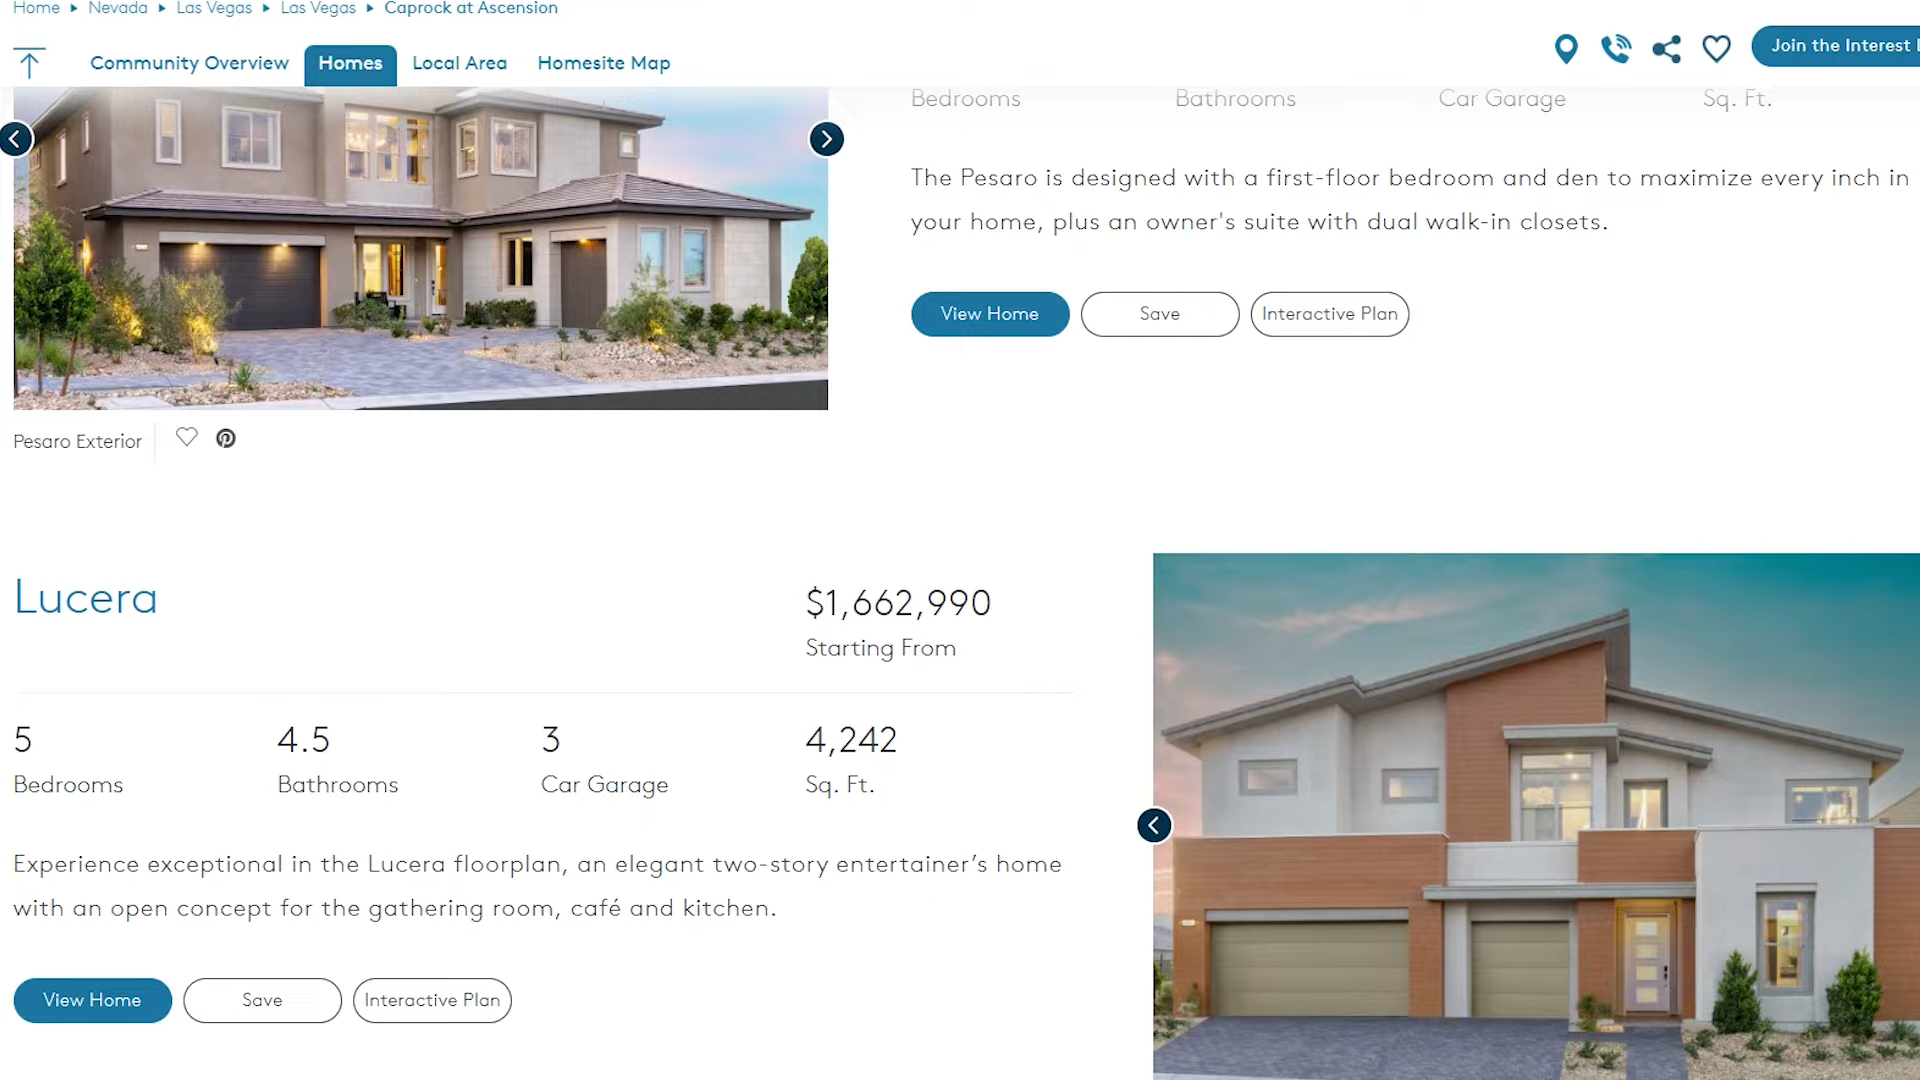 Home ▸ Nevada ▸ Las Vegas ▸ Las Vegas ▸ Caprock at Ascension
Community Overview Homes Local Area Homesite Map
Join the Interest
Bedrooms Bathrooms Car Garage Sq. Ft.
The Pesaro is designed with a first-floor bedroom and den to maximize every inch in
your home, plus an owner's suite with dual walk-in closets.
View Home Save Interactive Plan
Pesaro Exterior
Lucera
$1,662,990
Starting From
5 4.5 3 4,242
Bedrooms Bathrooms Car Garage Sq. Ft.
Experience exceptional in the Lucera floorplan, an elegant two-story entertainer’s home
with an open concept for the gathering room, café and kitchen.
View Home Save Interactive Plan